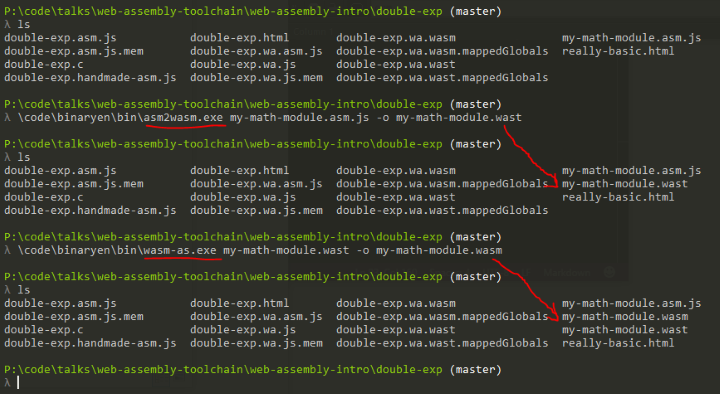 P:\code\talks\web-assembly-toolchain\web-assembly-intro\double-exp (master)
λ ls
double-exp.asm.js double-exp.html double-exp.wa.wasm my-math-module.asm.js
double-exp.asm.js.mem double-exp.wa.asm.js double-exp.wa.wasm.mappedGlobals really-basic.html
double-exp.c double-exp.wa.js double-exp.wa.wast
double-exp.handmade-asm.js double-exp.wa.js.mem double-exp.wa.wast.mappedGlobals
P:\code\talks\web-assembly-toolchain\web-assembly-intro\double-exp (master)
λ \code\binaryen\bin\asm2wasm.exe my-math-module.asm.js -o my-math-module.wast
P:\code\talks\web-assembly-toolchain\web-assembly-intro\double-exp (master)
λ ls
double-exp.asm.js double-exp.html double-exp.wa.wasm my-math-module.asm.js
double-exp.asm.js.mem double-exp.wa.asm.js double-exp.wa.wasm.mappedGlobals my-math-module.wast
double-exp.c double-exp.wa.js double-exp.wa.wast really-basic.html
double-exp.handmade-asm.js double-exp.wa.js.mem double-exp.wa.wast.mappedGlobals
P:\code\talks\web-assembly-toolchain\web-assembly-intro\double-exp (master)
λ \code\binaryen\bin\wasm-as.exe my-math-module.wast -o my-math-module.wasm
P:\code\talks\web-assembly-toolchain\web-assembly-intro\double-exp (master)
λ ls
double-exp.asm.js double-exp.html double-exp.wa.wasm my-math-module.asm.js
double-exp.asm.js.mem double-exp.wa.asm.js double-exp.wa.wasm.mappedGlobals my-math-module.wasm
double-exp.c double-exp.wa.js double-exp.wa.wast my-math-module.wast
double-exp.handmade-asm.js double-exp.wa.js.mem double-exp.wa.wast.mappedGlobals really-basic.html
P:\code\talks\web-assembly-toolchain\web-assembly-intro\double-exp (master)
λ